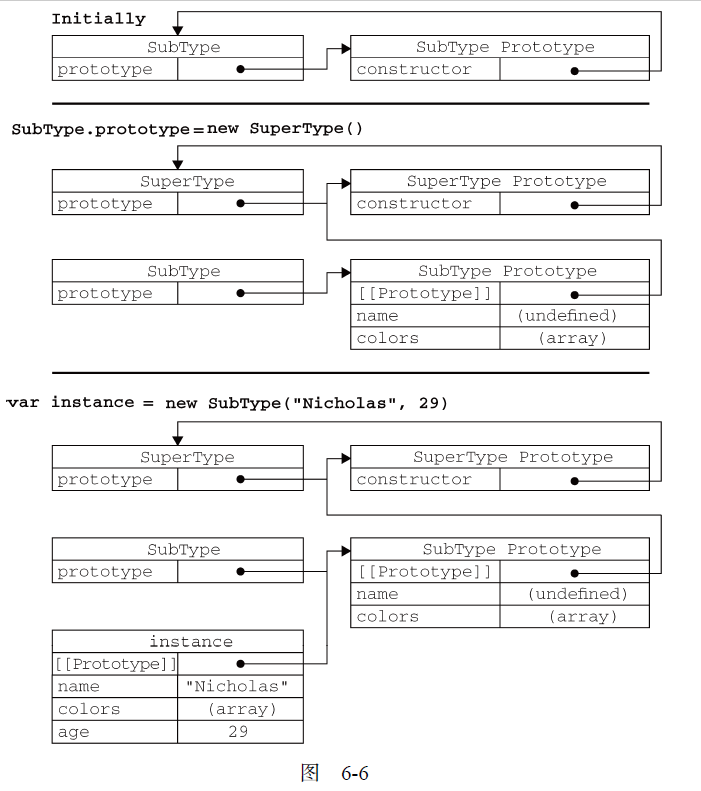 Initially
SubType SubType Prototype
prototype constructor
SubType.prototype=new SuperType()
SuperType SuperType Prototype
prototype constructor
SubType SubType Prototype
prototype [[Prototype]]
name (undefined)
colors (array)
var instance = new SubType("Nicholas", 29)
SuperType SuperType Prototype
prototype constructor
SubType SubType Prototype
prototype [[Prototype]]
name (undefined)
colors (array)
instance
[[Prototype]]
name "Nicholas"
colors (array)
age 29
图 6-6